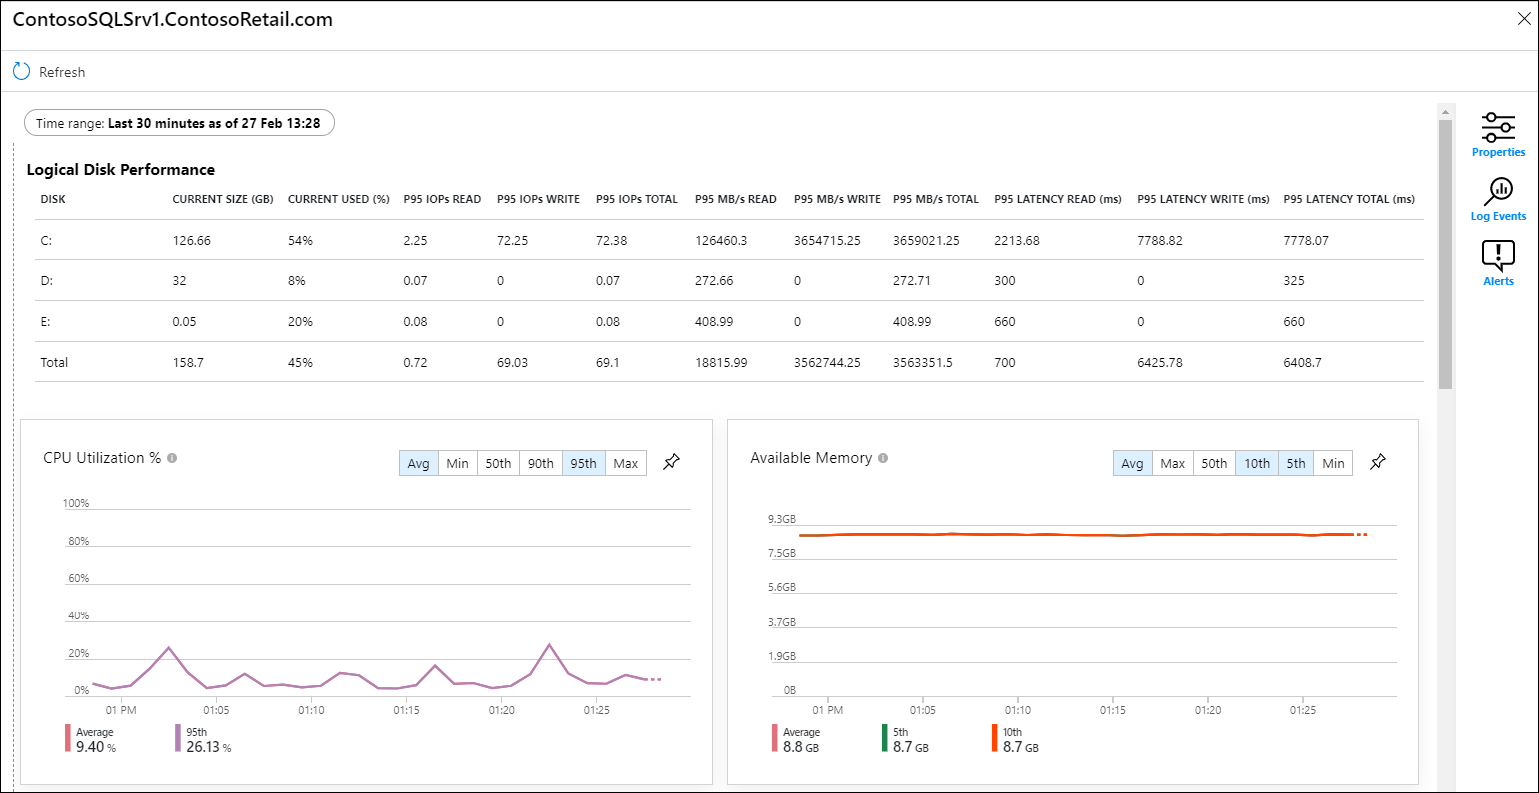 ContosoSQLSrv1.ContosoRetail.com
Refresh
Time range: Last 30 minutes as of 27 Feb 13:28
Properties
Log Events
Alerts
Logical Disk Performance
DISK CURRENT SIZE (GB) CURRENT USED (%) P95 IOPs READ P95 IOPs WRITE P95 IOPs TOTAL P95 MB/s READ P95 MB/s WRITE P95 MB/s TOTAL P95 LATENCY READ (ms) P95 LATENCY WRITE (ms) P95 LATENCY TOTAL (ms)
C: 126.66 54% 2.25 72.25 72.38 126460.3 3654715.25 3659021.25 2213.68 7788.82 7778.07
D: 32 8% 0.07 0 0.07 272.66 0 272.71 300 0 325
E: 0.05 20% 0.08 0 0.08 408.99 0 408.99 660 0 660
Total 158.7 45% 0.72 69.03 69.1 18815.99 3562744.25 3563351.5 700 6425.78 6408.7
CPU Utilization %
Avg Min 50th 90th 95th Max
100%
80%
60%
40%
20%
0%
01 PM 01:05 01:10 01:15 01:20 01:25
Average 95th
9.40 % 26.13 %
Available Memory
Avg Max 50th 10th 5th Min
9.3GB
7.5GB
5.6GB
3.7GB
1.9GB
0B
01 PM 01:05 01:10 01:15 01:20 01:25
Average 5th 10th
8.8 GB 8.7 GB 8.7 GB